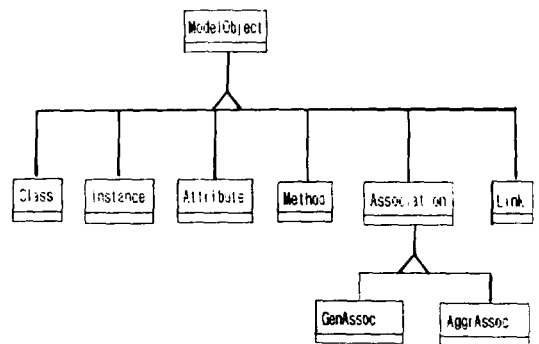 ModelObject
Class
Instance
Attribute
Method
Association
Link
GenAssoc
AggrAssoc